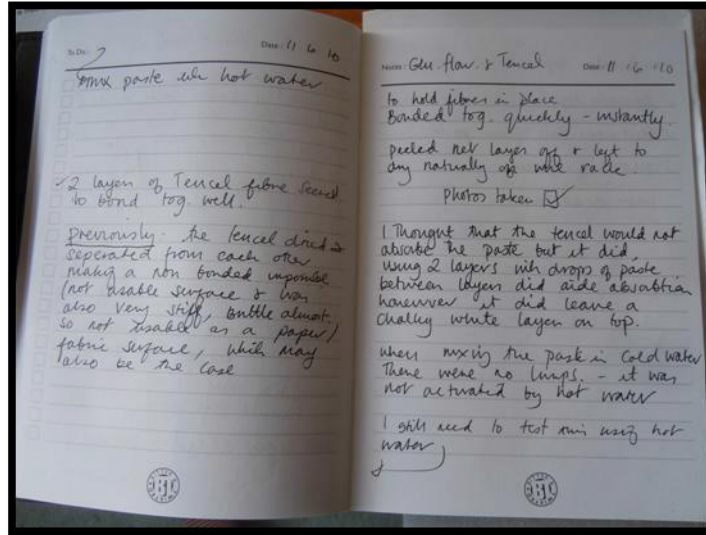 To Do: ? Date: 11 6 10
mix paste with hot water
✓ 2 layers of Tencel fibre seemed
to bond tog. well.
Previously the tencel dried &
seperated from each other
making a non bonded
(not usable surface & was
also very stiff, brittle almost.
so not usable as a paper/
fabric surface, which may
also be the case
Notes: Glu. flour. & Tencel Date: 11 6 10
to hold fibres in place
Bonded tog. quickly - instantly.
peeled net layer off & left to
dry naturally on wire rack.
Photos taken ☑
I thought that the tencel would not
absorbe the paste but it did,
using 2 layers with drops of paste
between layers did aide absorbtion
however it did leave a
chalky white layer on top.
when mixing the paste in cold water
There were no lumps. - it was
not activated by hot water
I still need to test this using hot
water